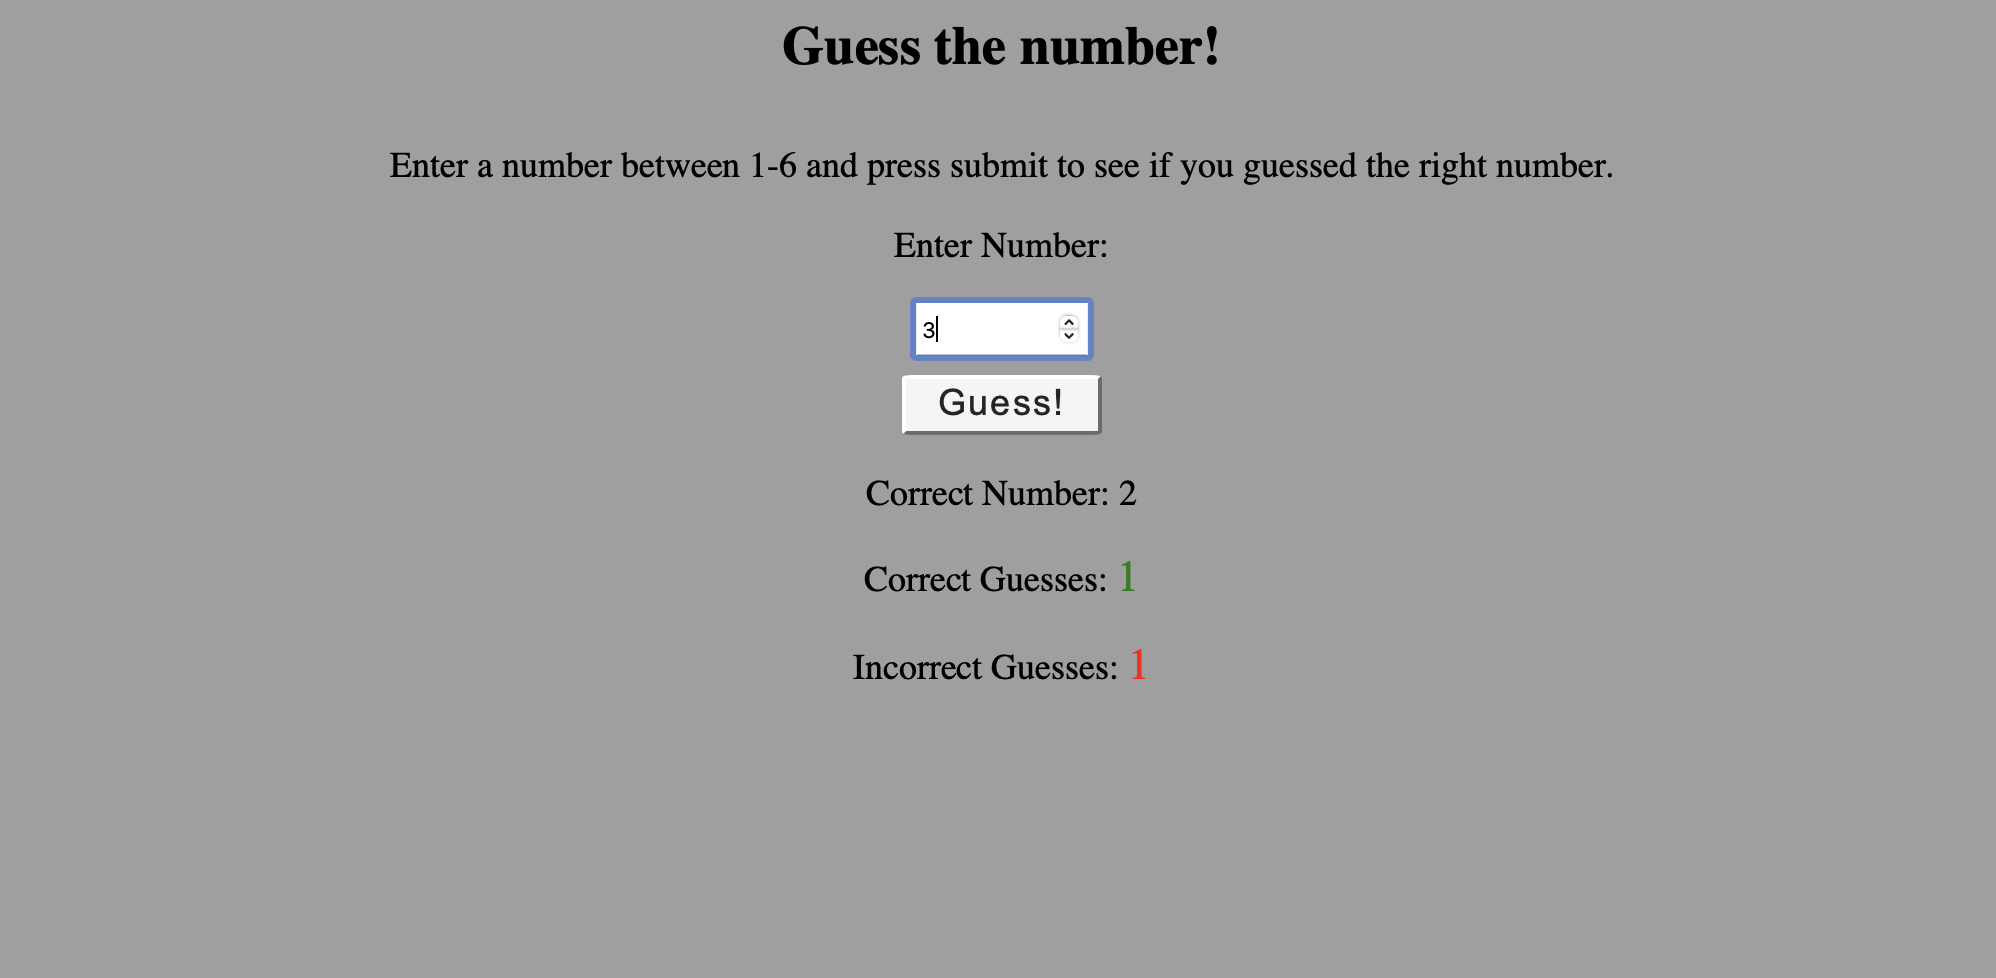 Guess the number!
Enter a number between 1-6 and press submit to see if you guessed the right number.
Enter Number:
3
Guess!
Correct Number: 2
Correct Guesses: 1
Incorrect Guesses: 1